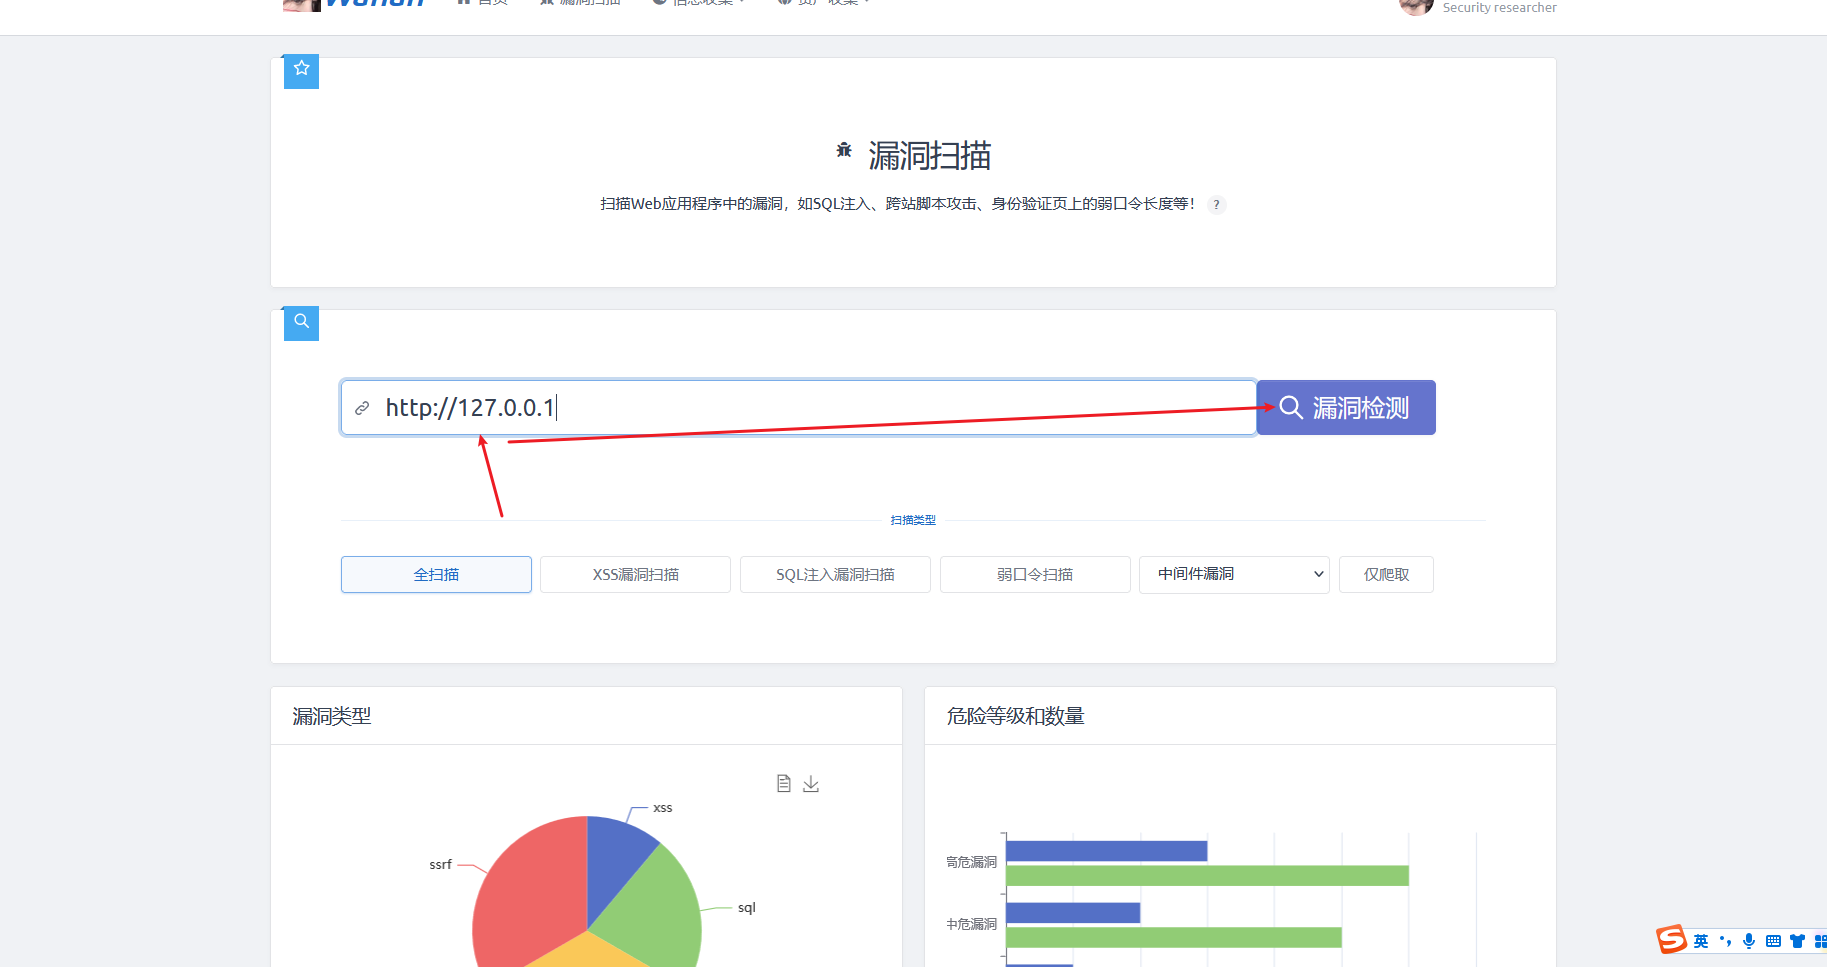 Security researcher
漏洞扫描
扫描Web应用程序中的漏洞，如SQL注入、跨站脚本攻击、身份验证页上的弱口令长度等！ ?
http://127.0.0.1
漏洞检测
扫描类型
全扫描
XSS漏洞扫描
SQL注入漏洞扫描
弱口令扫描
中间件漏洞
仅爬取
漏洞类型
危险等级和数量
xss
ssrf
sql
高危漏洞
中危漏洞
英